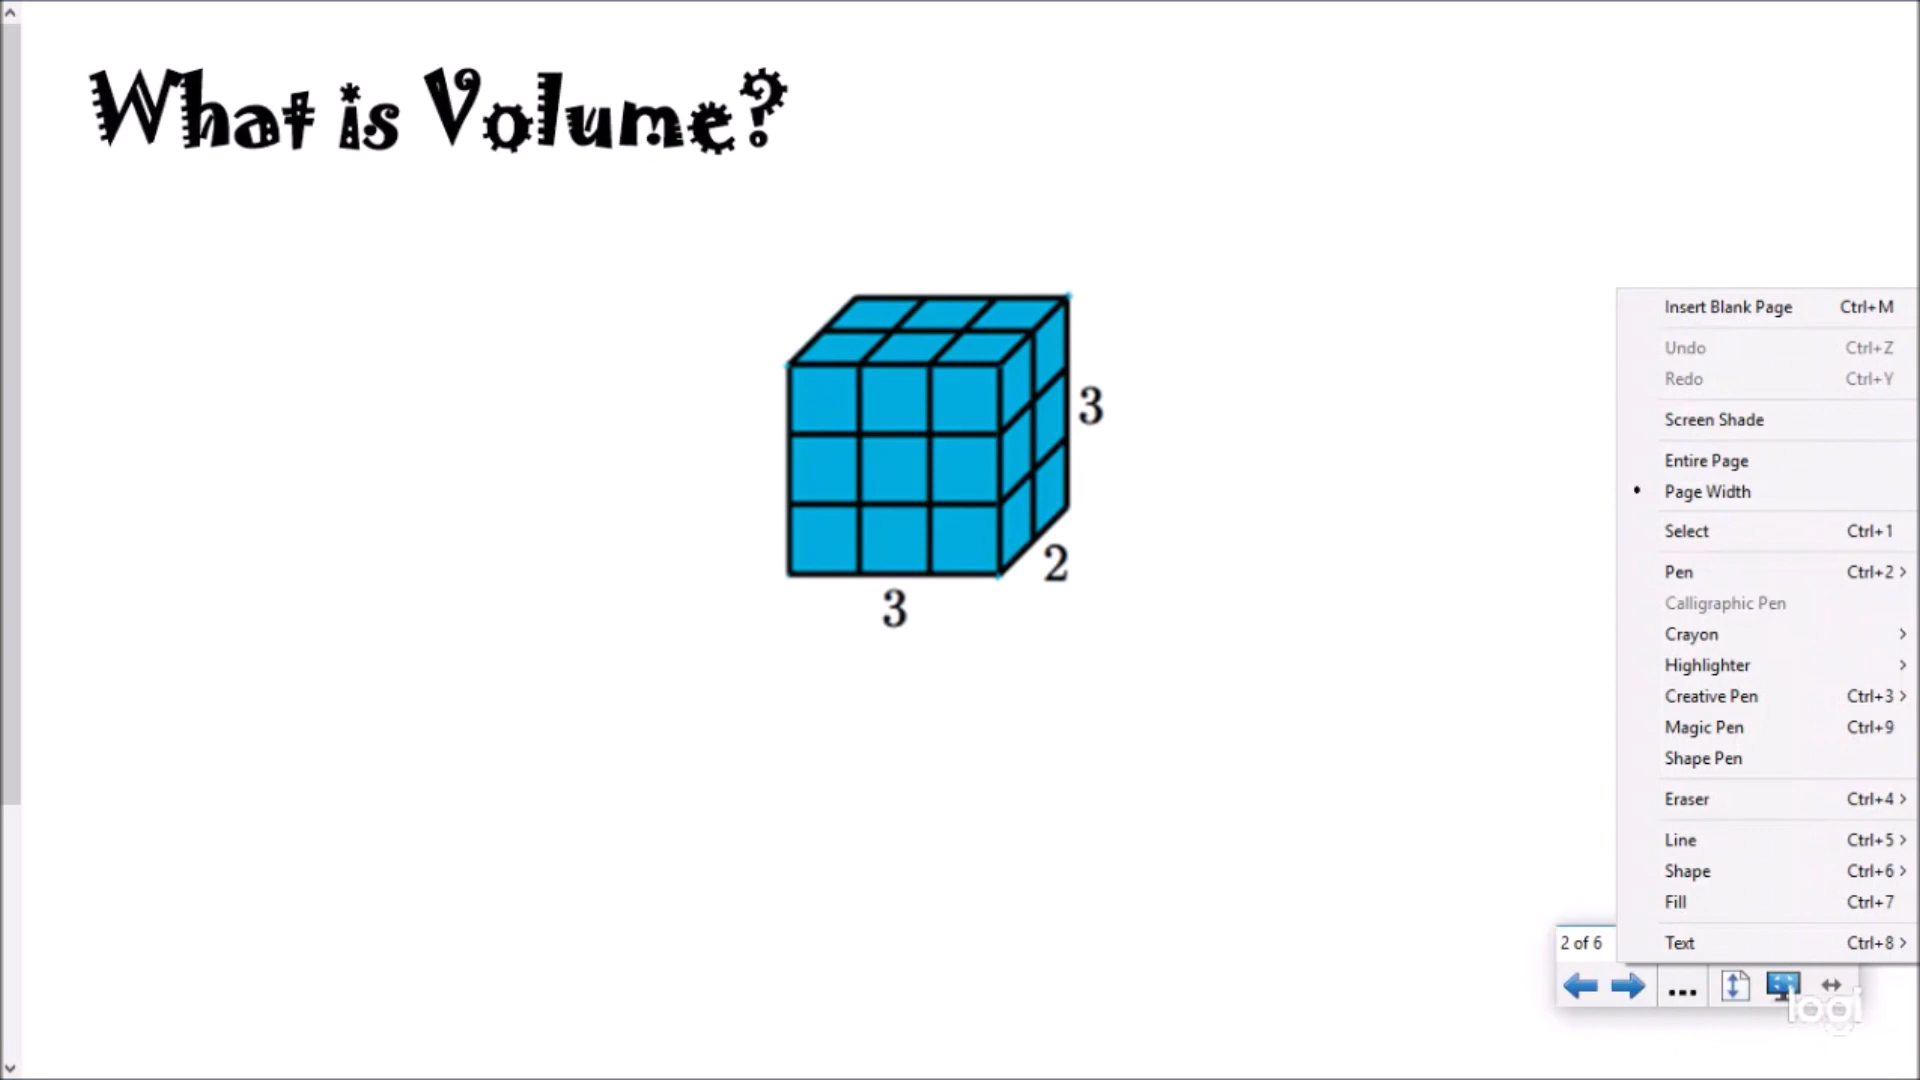 What is Volume?
3
2
3
Insert Blank Page Ctrl+M
Undo Ctrl+Z
Redo Ctrl+Y
Screen Shade
Entire Page
Page Width
Select Ctrl+1
Pen Ctrl+2
Calligraphic Pen
Crayon
Highlighter
Creative Pen Ctrl+3
Magic Pen Ctrl+9
Shape Pen
Eraser Ctrl+4
Line Ctrl+5
Shape Ctrl+6
Fill Ctrl+7
Text Ctrl+8
2 of 6
...
logi